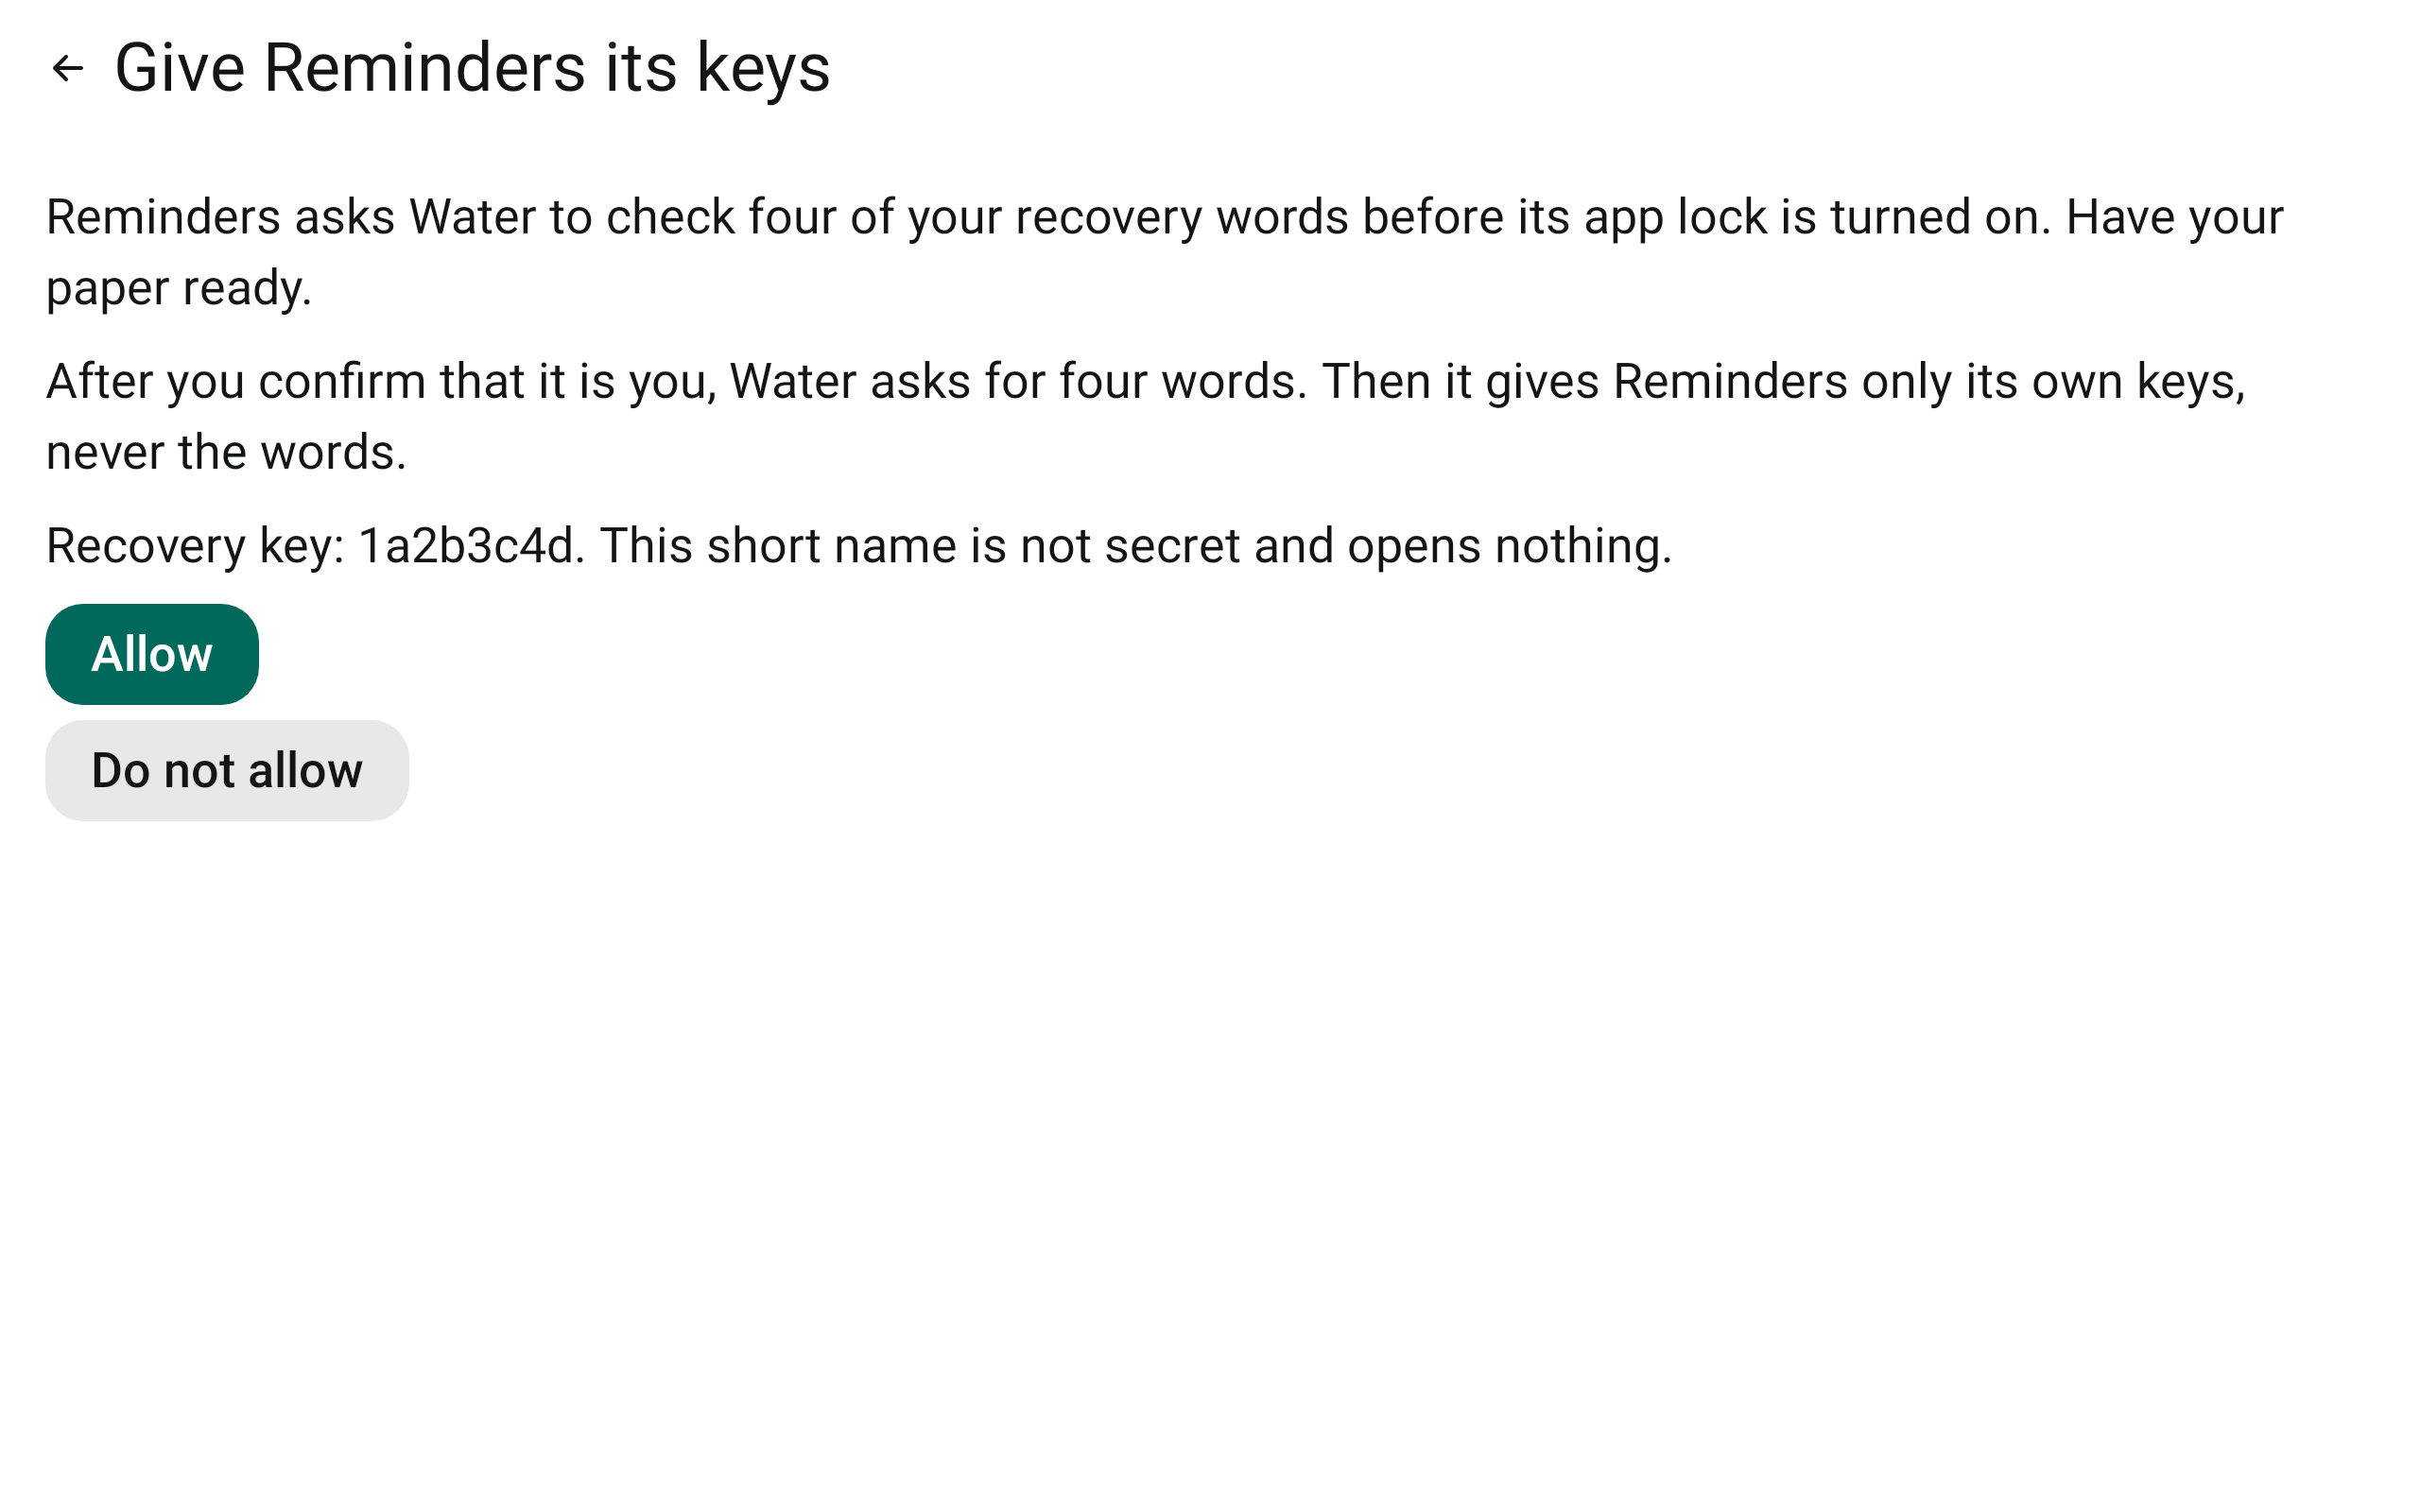 Give Reminders its keys
Reminders asks Water to check four of your recovery words before its app lock is turned on. Have your
paper ready.
After you confirm that it is you, Water asks for four words. Then it gives Reminders only its own keys,
never the words.
Recovery key: 1a2b3c4d. This short name is not secret and opens nothing.
Allow
Do not allow